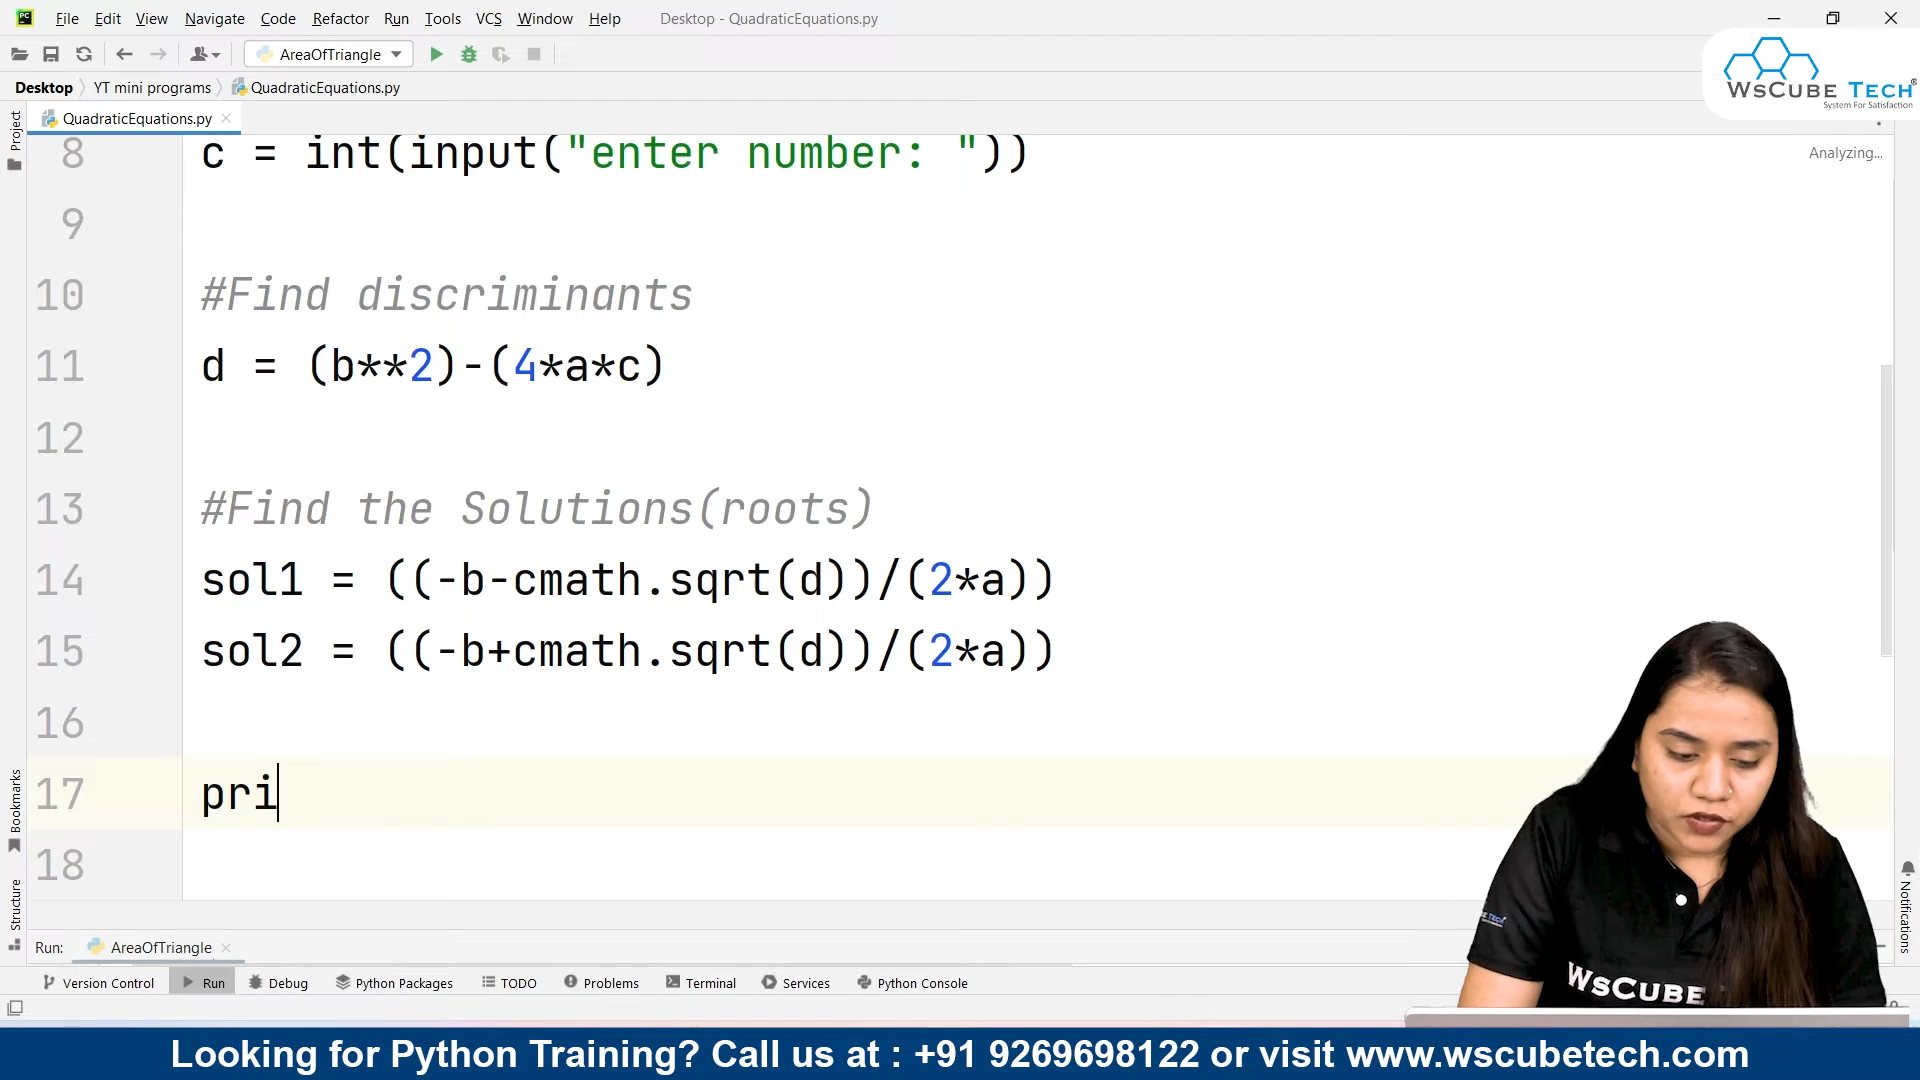 File Edit View Navigate Code Refactor Run Tools VCS Window Help Desktop - QuadraticEquations.py
AreaOfTriangle
WsCube Tech
System For Satisfaction
Desktop YT mini programs QuadraticEquations.py
QuadraticEquations.py
Project
Analyzing...
8 c = int(input("enter number: "))
9
10 #Find discriminants
11 d = (b**2)-(4*a*c)
12
13 #Find the Solutions(roots)
14 sol1 = ((-b-cmath.sqrt(d))/(2*a))
15 sol2 = ((-b+cmath.sqrt(d))/(2*a))
16
17 pri
18
Bookmarks
Structure
Notifications
Run: AreaOfTriangle
Version Control Run Debug Python Packages TODO Problems Terminal Services Python Console
WsCube
Looking for Python Training? Call us at : +91 9269698122 or visit www.wscubetech.com